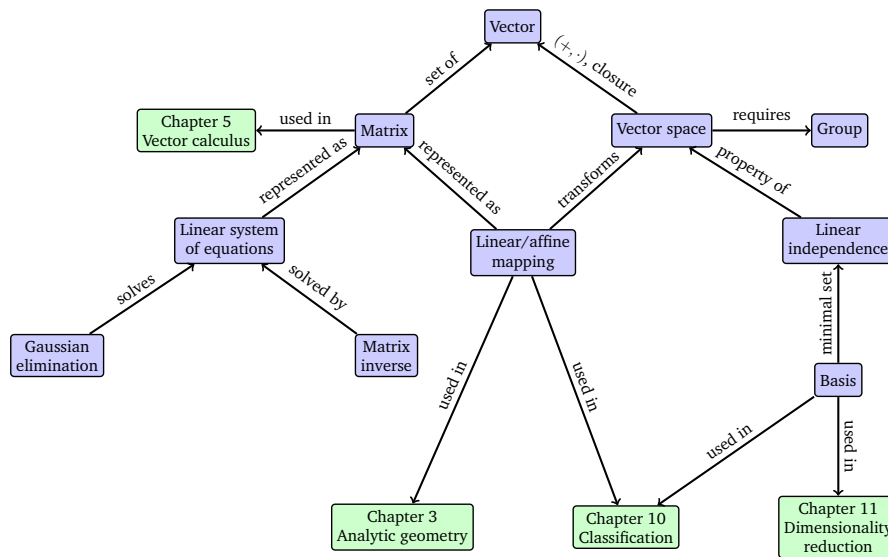 Vector
set of
(+, ·), closure
Chapter 5
Vector calculus
used in
Matrix
Vector space
requires
Group
represented as
represented as
transforms
property of
Linear system
of equations
Linear/affine
mapping
Linear
independence
solves
solved by
minimal set
Gaussian
elimination
Matrix
inverse
used in
used in
Basis
used in
used in
Chapter 3
Analytic geometry
Chapter 10
Classification
Chapter 11
Dimensionality
reduction